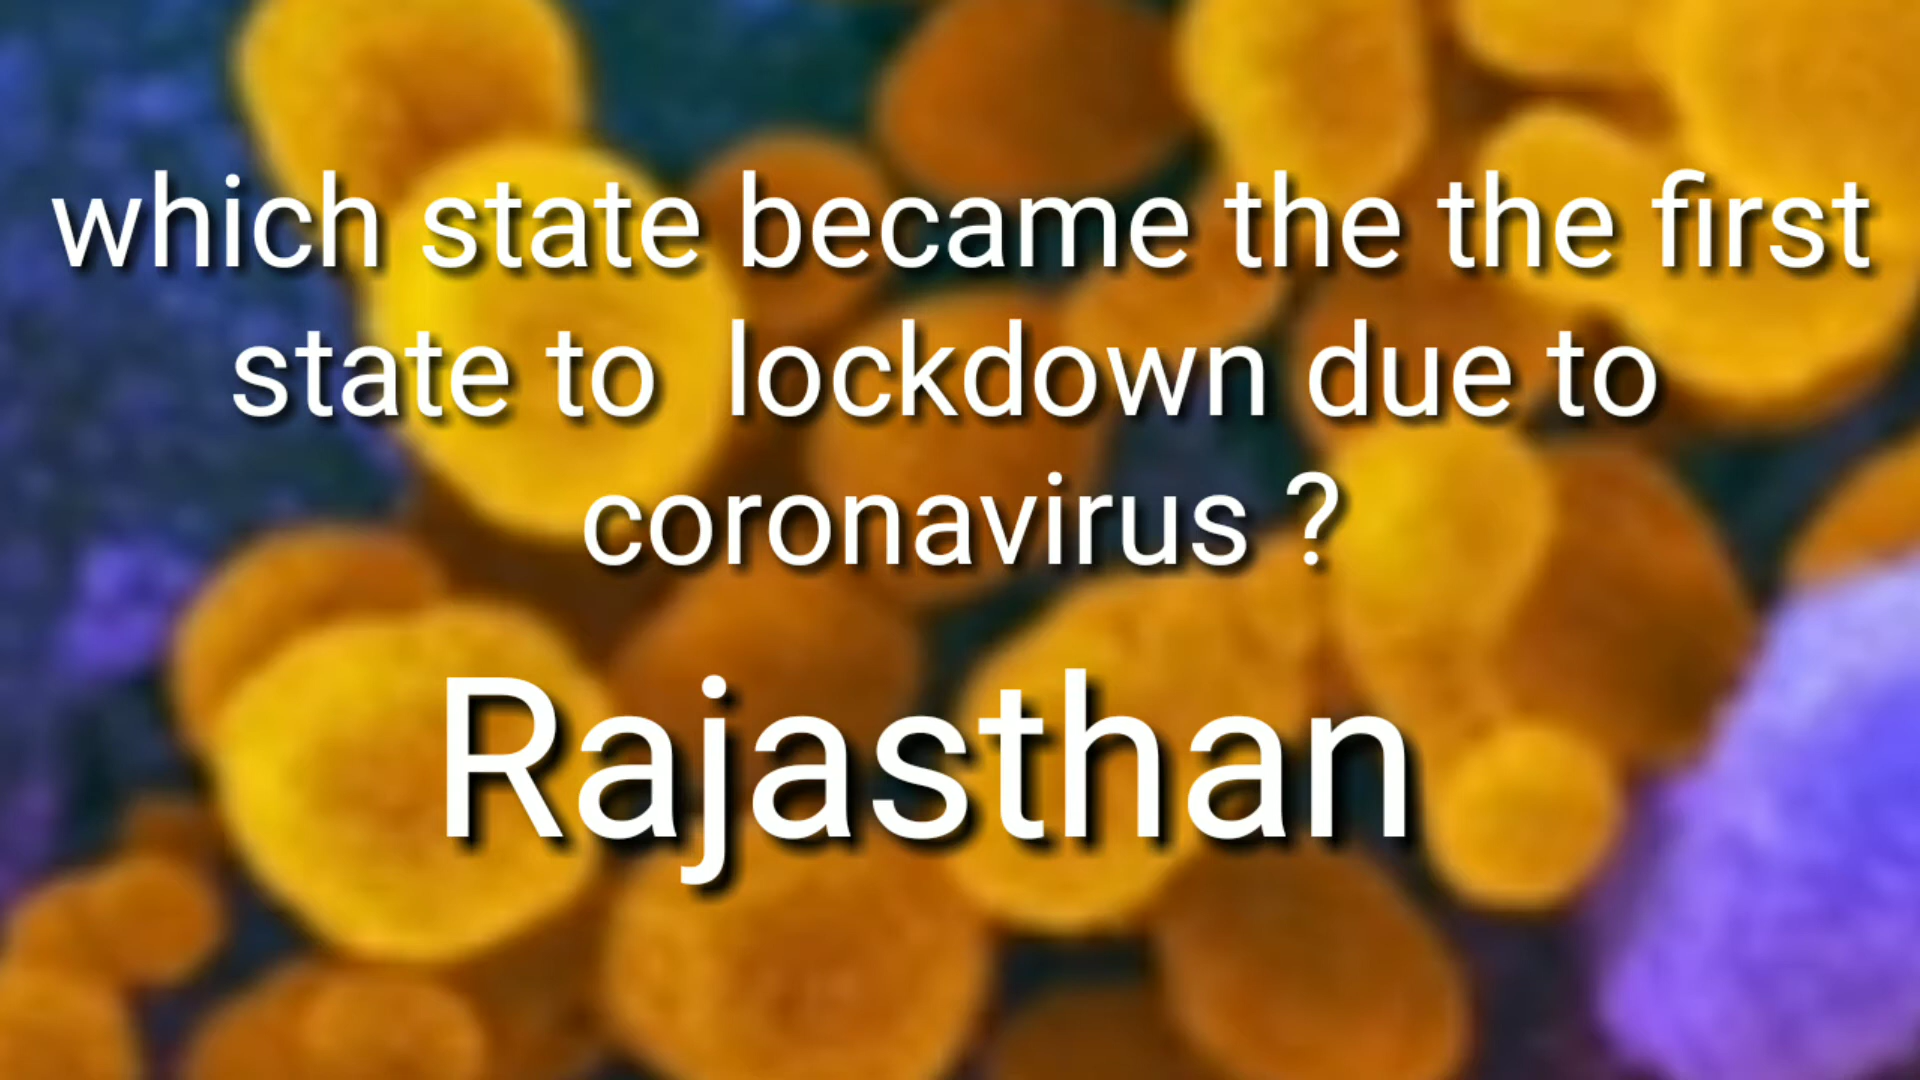 which state became the the first
state to  lockdown due to
coronavirus ?
Rajasthan